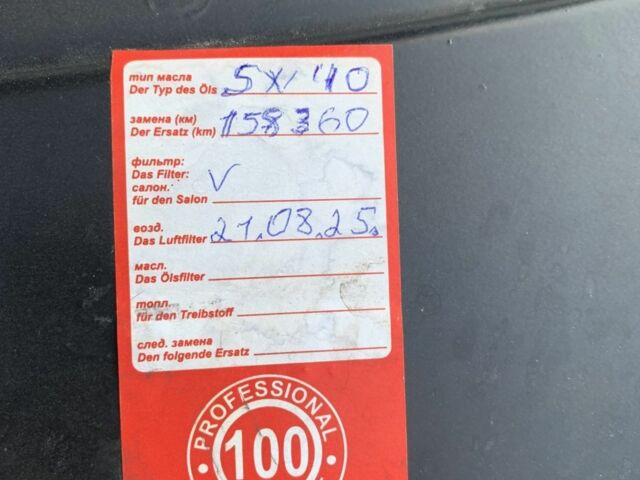 тип масла
Der Typ des Öls 5X/40
замена (км)
Der Ersatz (km) 158360
фильтр:
Das Filter:
салон. V
für den Salon
возд.
Das Luftfilter 21.08.25.
масл.
Das Ölsfilter
топл.
für den Treibstoff
след. замена
Den folgende Ersatz
PROFESSIONAL
100